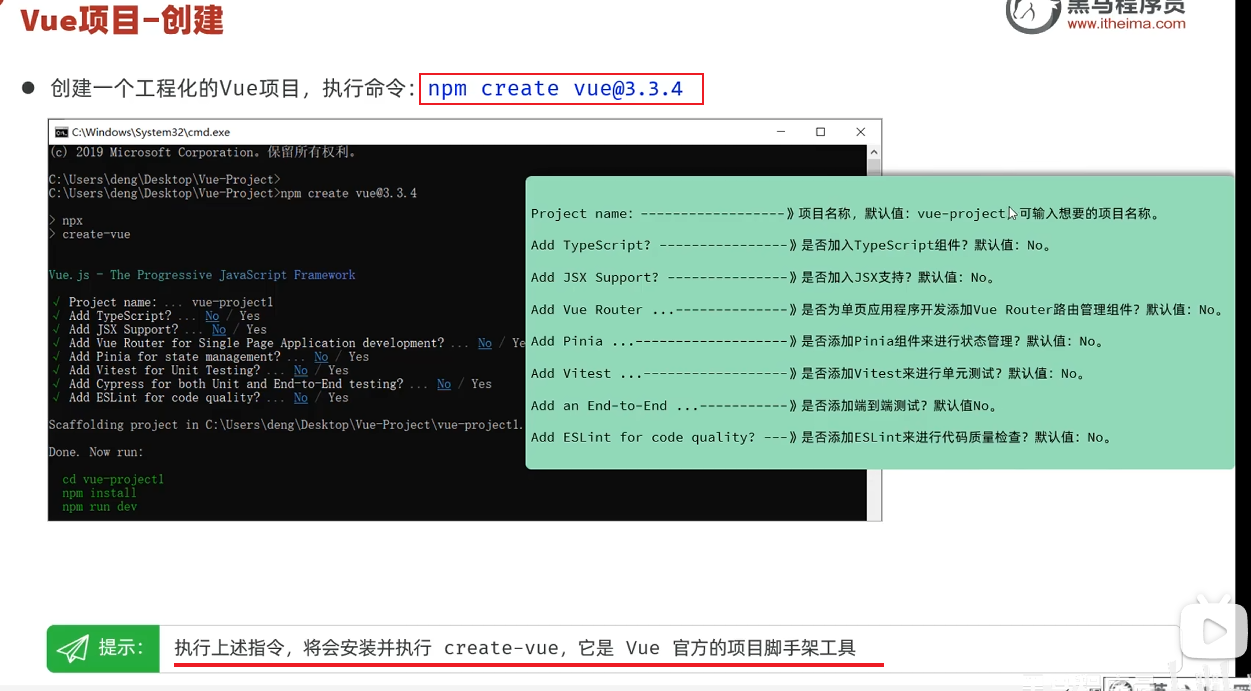 Vue项目-创建
黑马程序员
www.itheima.com
● 创建一个工程化的Vue项目，执行命令：npm create vue@3.3.4
C:\Windows\System32\cmd.exe
(c) 2019 Microsoft Corporation。保留所有权利。
C:\Users\deng\Desktop\Vue-Project>
C:\Users\deng\Desktop\Vue-Project>npm create vue@3.3.4
> npx
> create-vue
Vue.js - The Progressive JavaScript Framework
√ Project name: ... vue-project1
√ Add TypeScript? ... No / Yes
√ Add JSX Support? ... No / Yes
√ Add Vue Router for Single Page Application development? ... No / Ye
√ Add Pinia for state management? ... No / Yes
√ Add Vitest for Unit Testing? ... No / Yes
√ Add Cypress for both Unit and End-to-End testing? ... No / Yes
√ Add ESLint for code quality? ... No / Yes
Scaffolding project in C:\Users\deng\Desktop\Vue-Project\vue-project1.
Done. Now run:
cd vue-project1
npm install
npm run dev
Project name: ------------------》项目名称，默认值：vue-project，可输入想要的项目名称。
Add TypeScript? ----------------》是否加入TypeScript组件？默认值：No。
Add JSX Support? ---------------》是否加入JSX支持？默认值：No。
Add Vue Router ...--------------》是否为单页应用程序开发添加Vue Router路由管理组件？默认值：No。
Add Pinia ...-------------------》是否添加Pinia组件来进行状态管理？默认值：No。
Add Vitest ...------------------》是否添加Vitest来进行单元测试？默认值：No。
Add an End-to-End ...-----------》是否添加端到端测试？默认值No。
Add ESLint for code quality? ---》是否添加ESLint来进行代码质量检查？默认值：No。
提示：
执行上述指令，将会安装并执行 create-vue，它是 Vue 官方的项目脚手架工具